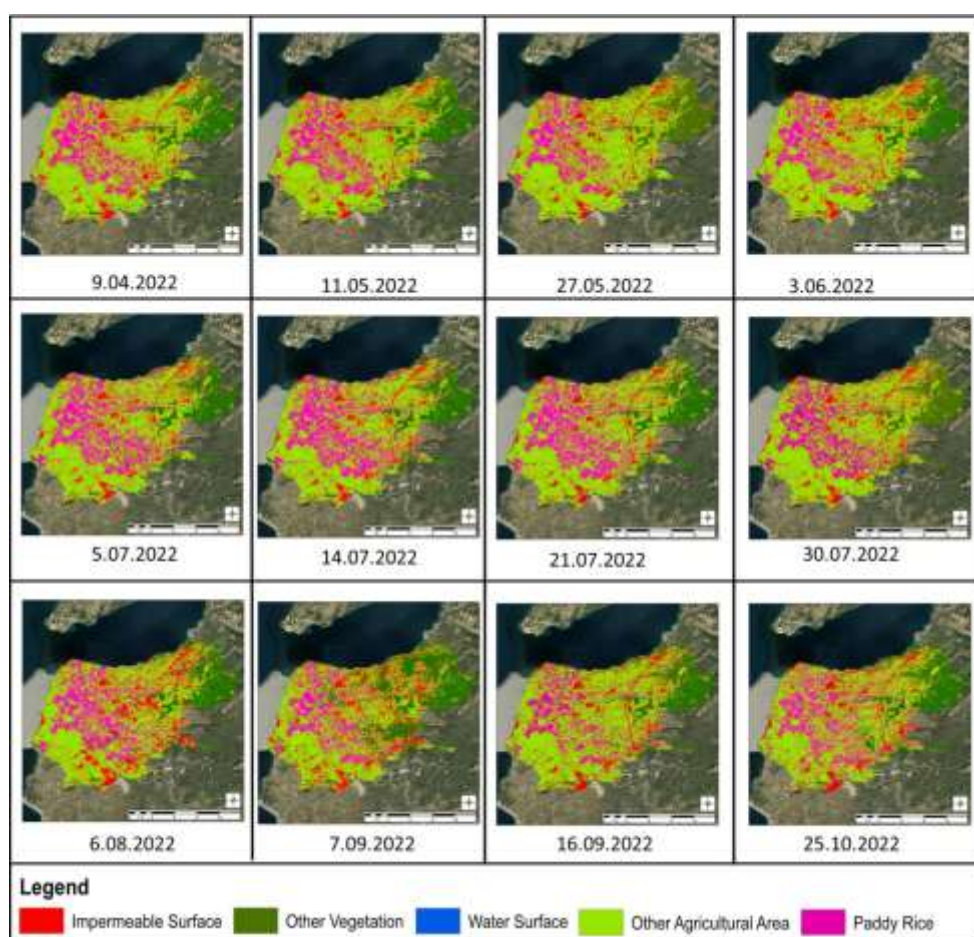 9.04.2022 11.05.2022 27.05.2022 3.06.2022
5.07.2022 14.07.2022 21.07.2022 30.07.2022
6.08.2022 7.09.2022 16.09.2022 25.10.2022
Legend
Impermeable Surface Other Vegetation Water Surface Other Agricultural Area Paddy Rice